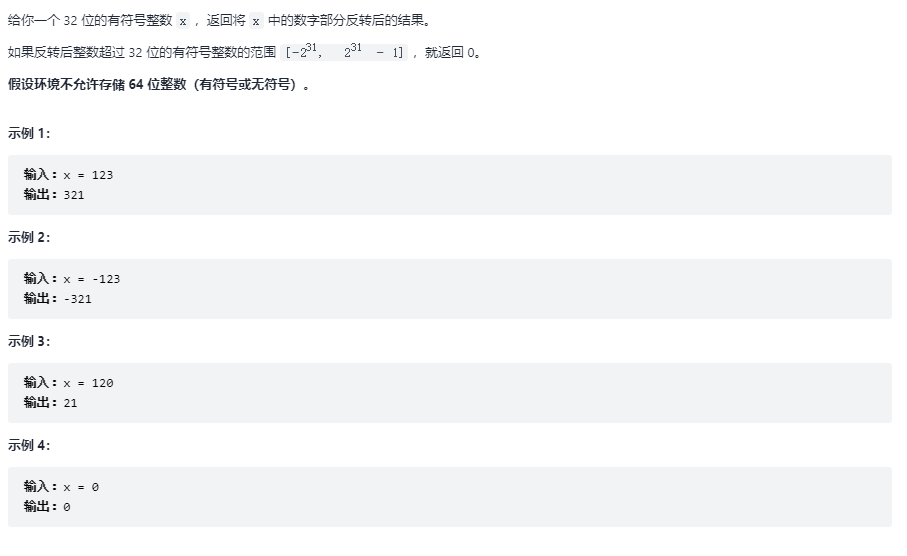 给你一个 32 位的有符号整数 x ，返回将 x 中的数字部分反转后的结果。
如果反转后整数超过 32 位的有符号整数的范围 [−2³¹, 2³¹ − 1] ，就返回 0。
假设环境不允许存储 64 位整数（有符号或无符号）。
示例 1：
输入：x = 123
输出：321
示例 2：
输入：x = -123
输出：-321
示例 3：
输入：x = 120
输出：21
示例 4：
输入：x = 0
输出：0